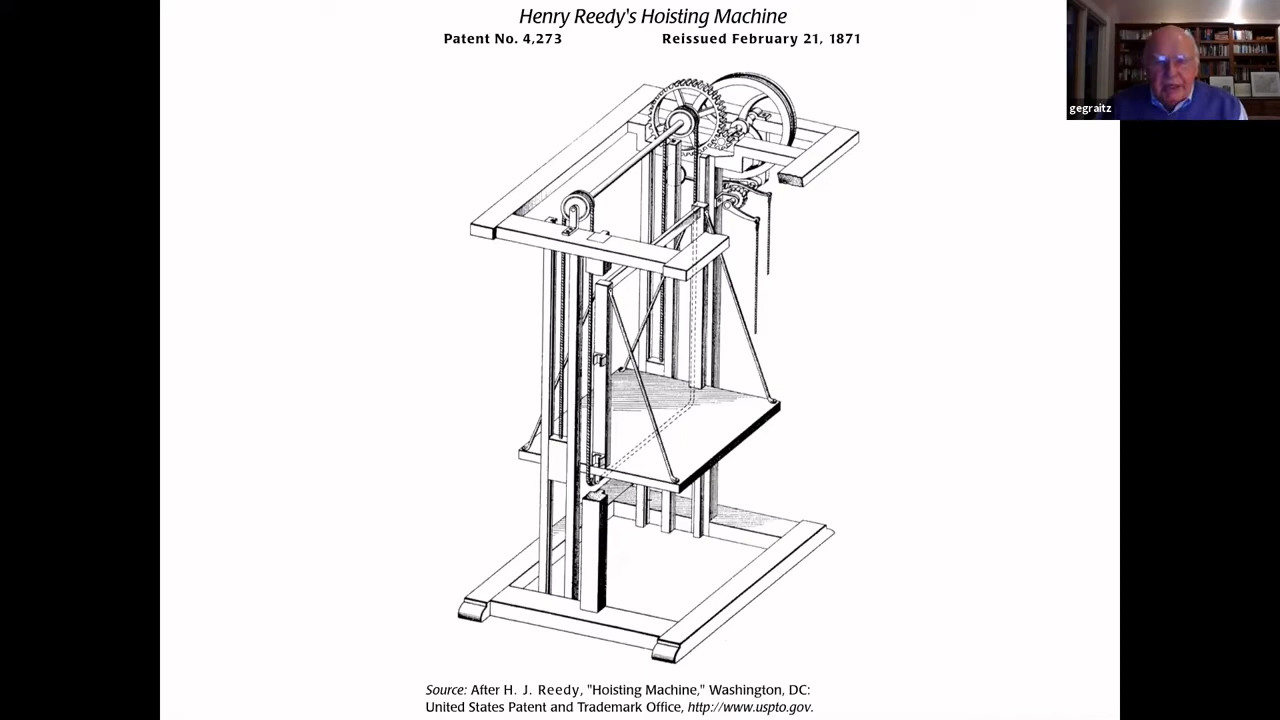 Henry Reedy's Hoisting Machine
Patent No. 4,273 Reissued February 21, 1871
gegraitz
Source: After H. J. Reedy, "Hoisting Machine," Washington, DC:
United States Patent and Trademark Office, http://www.uspto.gov.